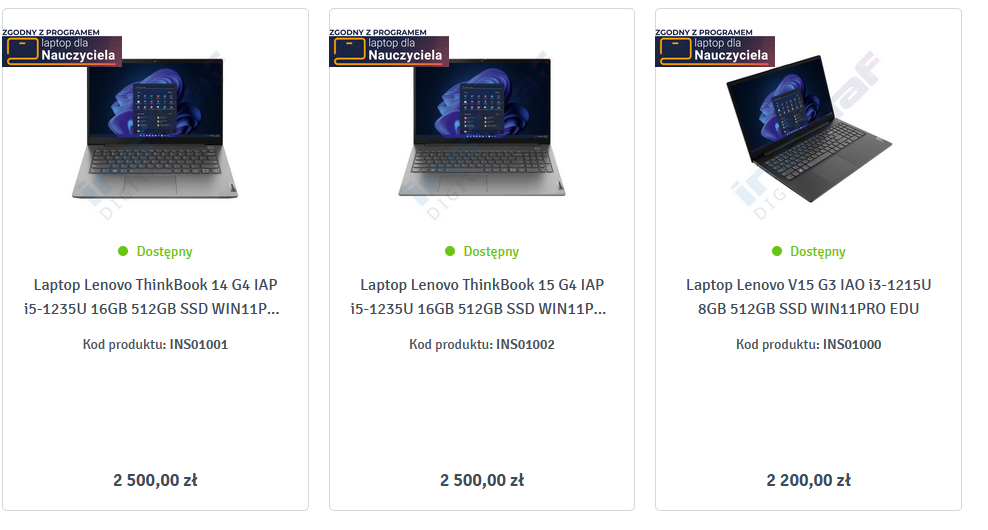 ZGODNY Z PROGRAMEM
laptop dla
Nauczyciela
Dostępny
Laptop Lenovo ThinkBook 14 G4 IAP
i5-1235U 16GB 512GB SSD WIN11P...
Kod produktu: INS01001
2 500,00 zł
ZGODNY Z PROGRAMEM
laptop dla
Nauczyciela
Dostępny
Laptop Lenovo ThinkBook 15 G4 IAP
i5-1235U 16GB 512GB SSD WIN11P...
Kod produktu: INS01002
2 500,00 zł
ZGODNY Z PROGRAMEM
laptop dla
Nauczyciela
Dostępny
Laptop Lenovo V15 G3 IAO i3-1215U
8GB 512GB SSD WIN11PRO EDU
Kod produktu: INS01000
2 200,00 zł